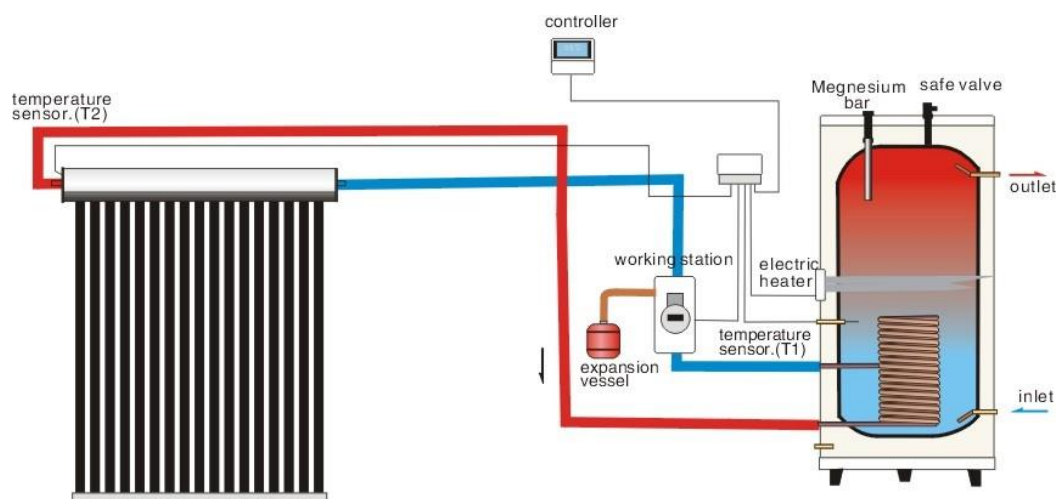 controller
temperature
sensor.(T2)
Megnesium
bar
safe valve
outlet
working station
electric
heater
temperature
sensor.(T1)
expansion
vessel
inlet